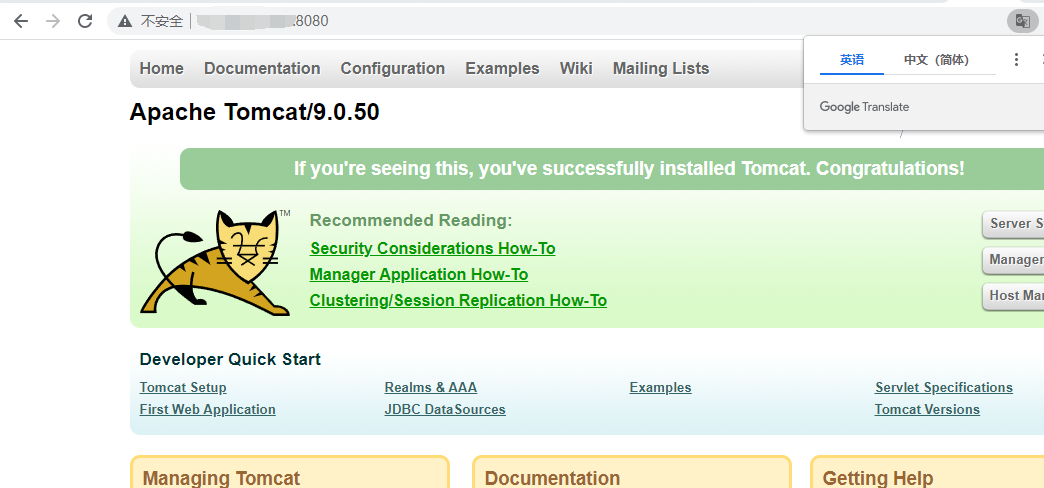 不安全 :8080
英语 中文（简体）
Google Translate
Home Documentation Configuration Examples Wiki Mailing Lists
Apache Tomcat/9.0.50
If you're seeing this, you've successfully installed Tomcat. Congratulations!
TM
Recommended Reading:
Security Considerations How-To
Manager Application How-To
Clustering/Session Replication How-To
Server S
Manager
Host Ma
Developer Quick Start
Tomcat Setup Realms & AAA Examples Servlet Specifications
First Web Application JDBC DataSources Tomcat Versions
Managing Tomcat Documentation Getting Help